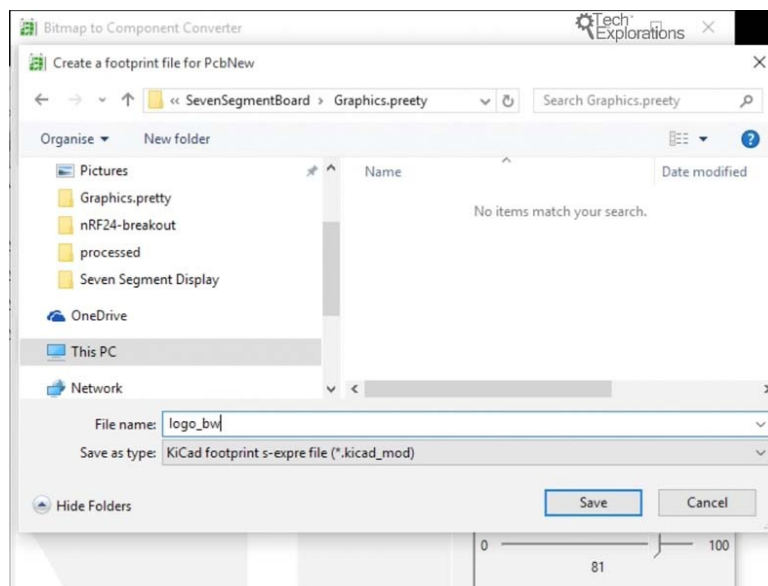 Bitmap to Component Converter
Tech
Explorations
Create a footprint file for PcbNew
« SevenSegmentBoard › Graphics.preety
Search Graphics.preety
Organise
New folder
Pictures
Graphics.pretty
nRF24-breakout
processed
Seven Segment Display
OneDrive
This PC
Network
Name
Date modified
No items match your search.
File name: logo_bw
Save as type: KiCad footprint s-expre file (*.kicad_mod)
Hide Folders
Save
Cancel
0
100
81